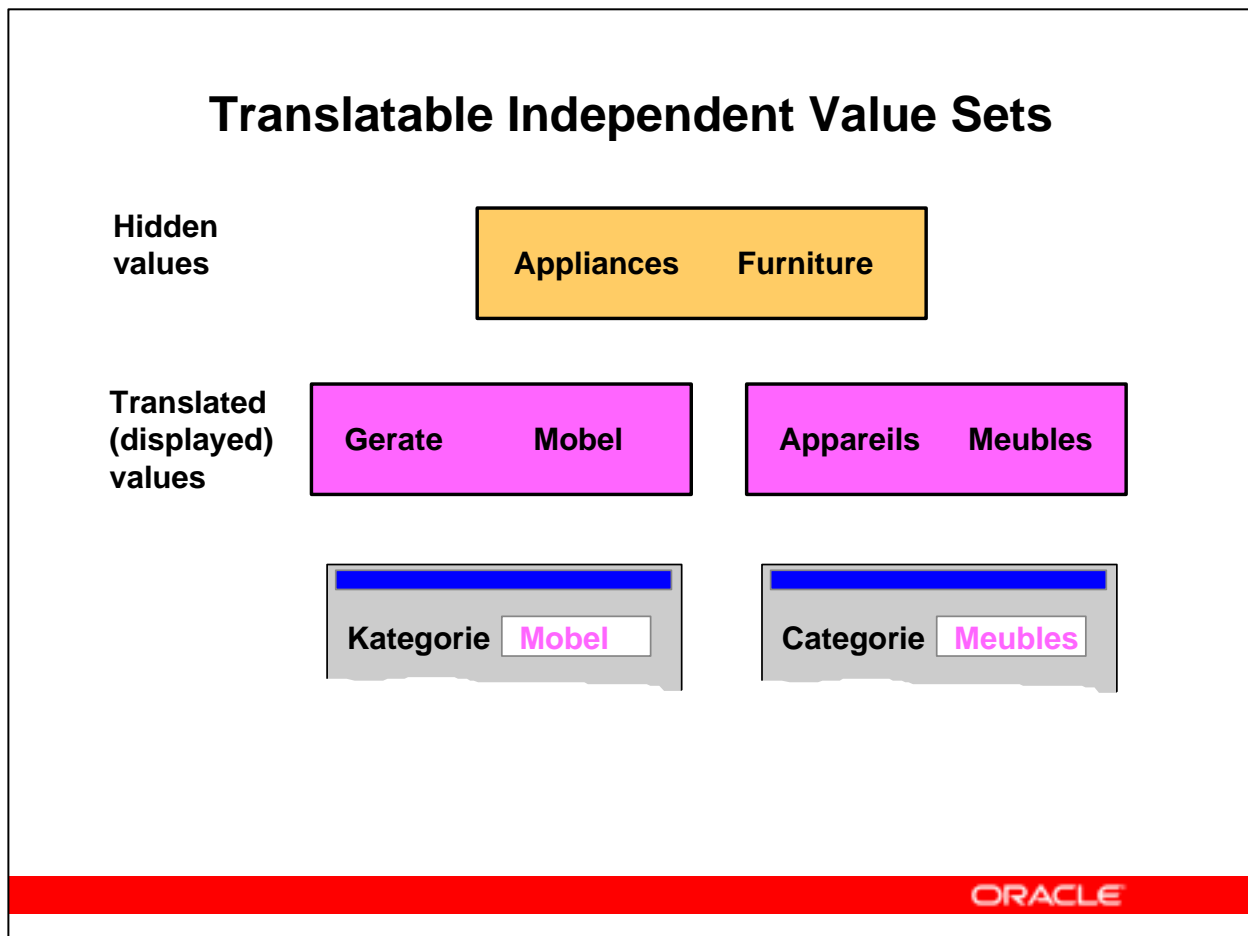 Translatable Independent Value Sets
Hidden
values
Appliances Furniture
Translated
(displayed)
values
Gerate Mobel
Appareils Meubles
Kategorie Mobel
Categorie Meubles
ORACLE